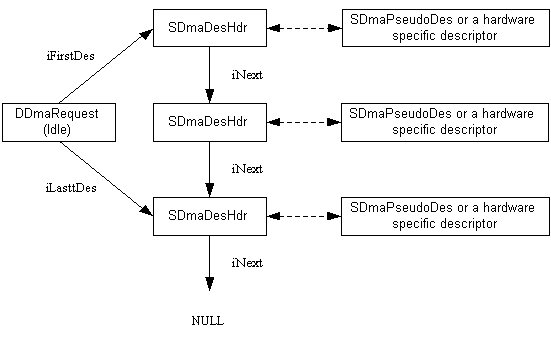 SDmaDesHdr
SDmaPseudoDes or a hardware
specific descriptor
iFirstDes
iNext
DDmaRequest
(Idle)
SDmaDesHdr
SDmaPseudoDes or a hardware
specific descriptor
iNext
iLasttDes
SDmaDesHdr
SDmaPseudoDes or a hardware
specific descriptor
iNext
NULL